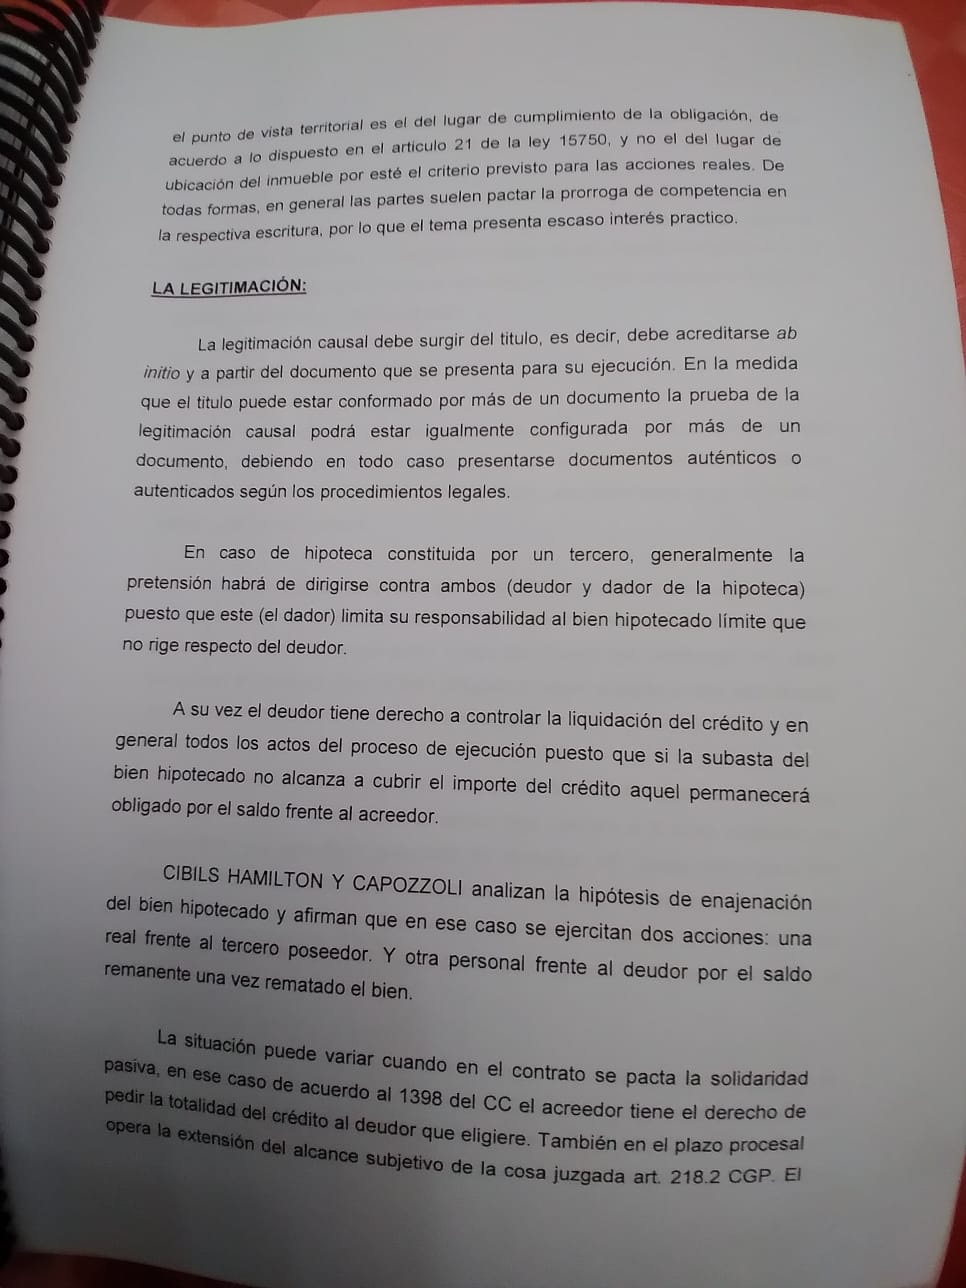 el punto de vista territorial es el del lugar de cumplimiento de la obligación, de
acuerdo a lo dispuesto en el articulo 21 de la ley 15750, y no el del lugar de
ubicación del inmueble por esté el criterio previsto para las acciones reales. De
todas formas, en general las partes suelen pactar la prorroga de competencia en
la respectiva escritura, por lo que el tema presenta escaso interés practico.
LA LEGITIMACIÓN:
La legitimación causal debe surgir del titulo, es decir, debe acreditarse ab
initio y a partir del documento que se presenta para su ejecución. En la medida
que el titulo puede estar conformado por más de un documento la prueba de la
legitimación causal podrá estar igualmente configurada por más de un
documento, debiendo en todo caso presentarse documentos auténticos o
autenticados según los procedimientos legales.
En caso de hipoteca constituida por un tercero, generalmente la
pretensión habrá de dirigirse contra ambos (deudor y dador de la hipoteca)
puesto que este (el dador) limita su responsabilidad al bien hipotecado límite que
no rige respecto del deudor.
A su vez el deudor tiene derecho a controlar la liquidación del crédito y en
general todos los actos del proceso de ejecución puesto que si la subasta del
bien hipotecado no alcanza a cubrir el importe del crédito aquel permanecerá
obligado por el saldo frente al acreedor.
CIBILS HAMILTON Y CAPOZZOLI analizan la hipótesis de enajenación
del bien hipotecado y afirman que en ese caso se ejercitan dos acciones: una
real frente al tercero poseedor. Y otra personal frente al deudor por el saldo
remanente una vez rematado el bien.
La situación puede variar cuando en el contrato se pacta la solidaridad
pasiva, en ese caso de acuerdo al 1398 del CC el acreedor tiene el derecho de
pedir la totalidad del crédito al deudor que eligiere. También en el plazo procesal
opera la extensión del alcance subjetivo de la cosa juzgada art. 218.2 CGP. El